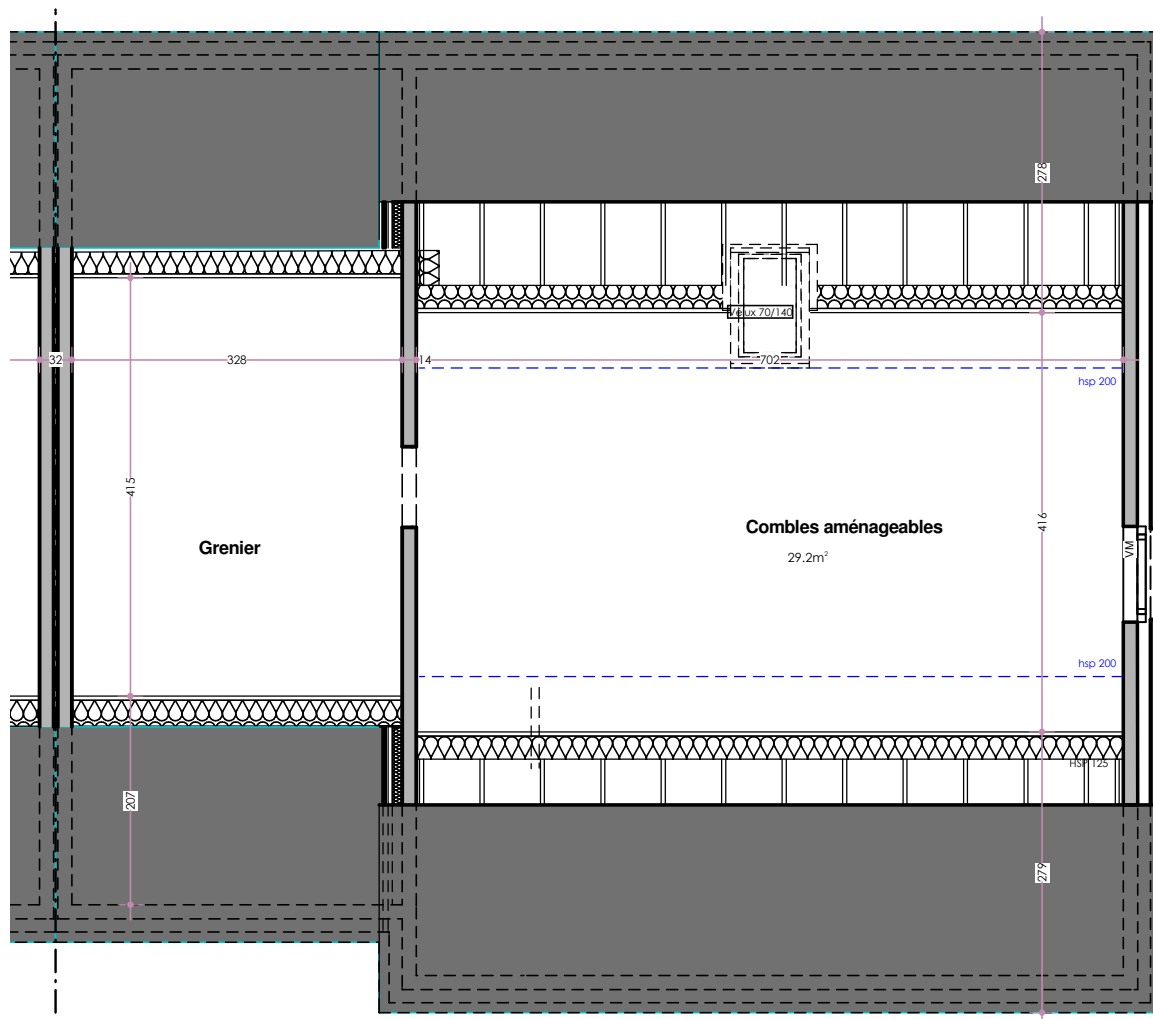 278
Velux 70/140
32
328
14
702
hsp 200
415
416
Combles aménageables
Grenier
29.2m²
VM
hsp 200
HSP 125
207
279